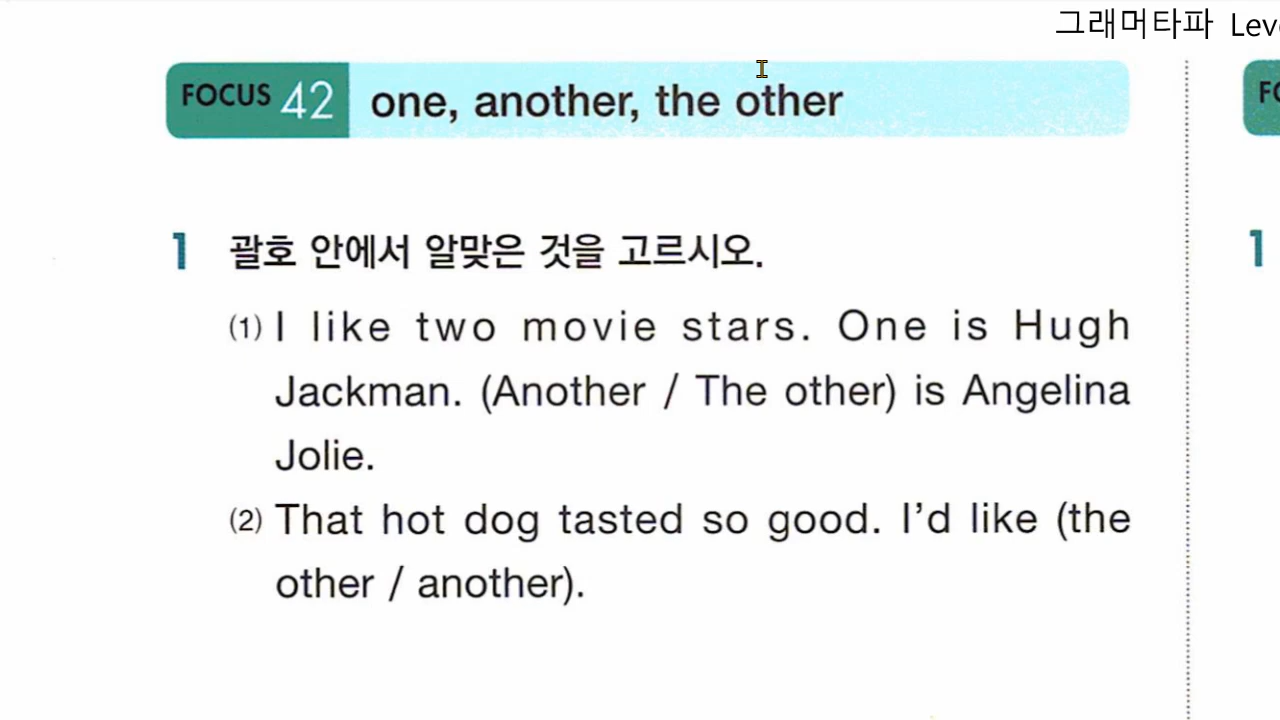 그래머타파 Leve
FOCUS 42 one, another, the other
1 괄호 안에서 알맞은 것을 고르시오.
(1) I like two movie stars. One is Hugh
Jackman. (Another / The other) is Angelina
Jolie.
(2) That hot dog tasted so good. I'd like (the
other / another).
FO
1